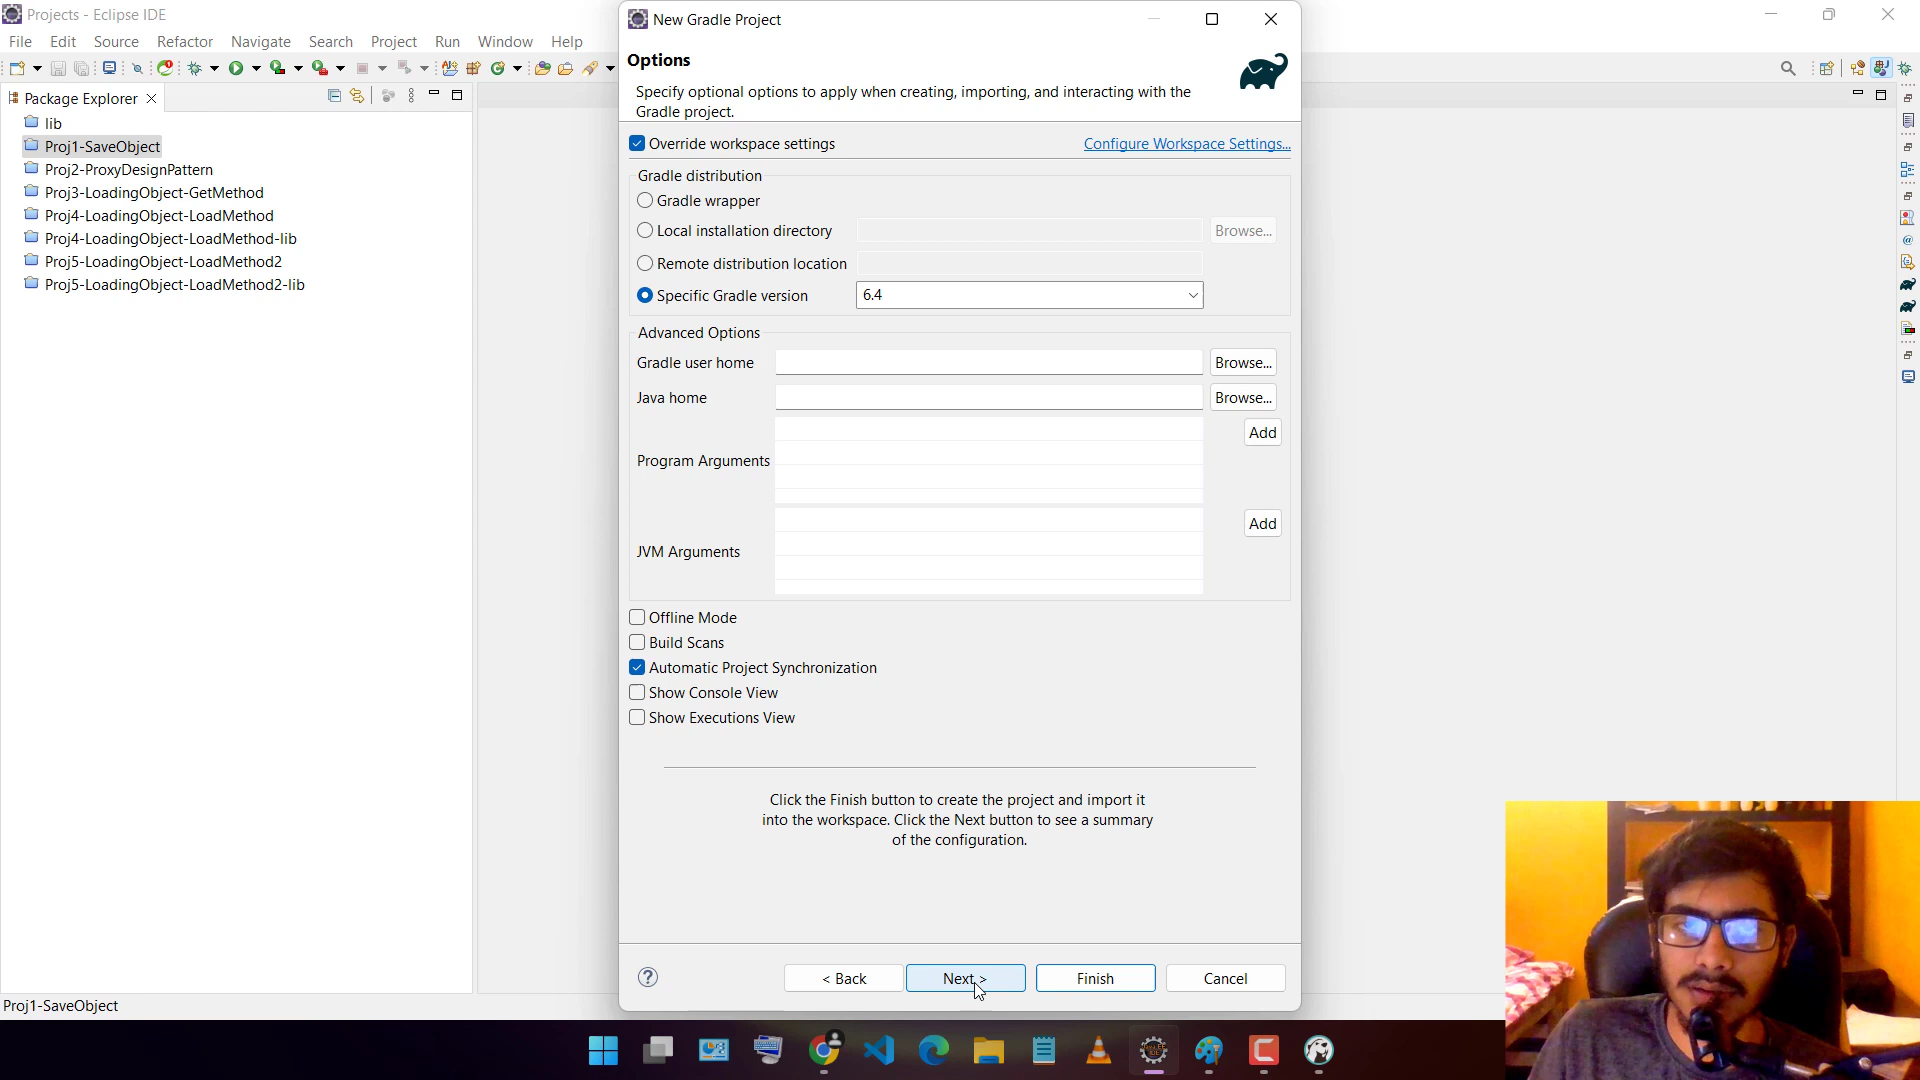 Projects - Eclipse IDE
File Edit Source Refactor Navigate Search Project Run Window Help
Package Explorer
lib
Proj1-SaveObject
Proj2-ProxyDesignPattern
Proj3-LoadingObject-GetMethod
Proj4-LoadingObject-LoadMethod
Proj4-LoadingObject-LoadMethod-lib
Proj5-LoadingObject-LoadMethod2
Proj5-LoadingObject-LoadMethod2-lib
Proj1-SaveObject
New Gradle Project
Options
Specify optional options to apply when creating, importing, and interacting with the
Gradle project.
Override workspace settings Configure Workspace Settings...
Gradle distribution
Gradle wrapper
Local installation directory Browse...
Remote distribution location
Specific Gradle version 6.4
Advanced Options
Gradle user home Browse...
Java home Browse...
Program Arguments Add
JVM Arguments Add
Offline Mode
Build Scans
Automatic Project Synchronization
Show Console View
Show Executions View
Click the Finish button to create the project and import it
into the workspace. Click the Next button to see a summary
of the configuration.
< Back Next > Finish Cancel